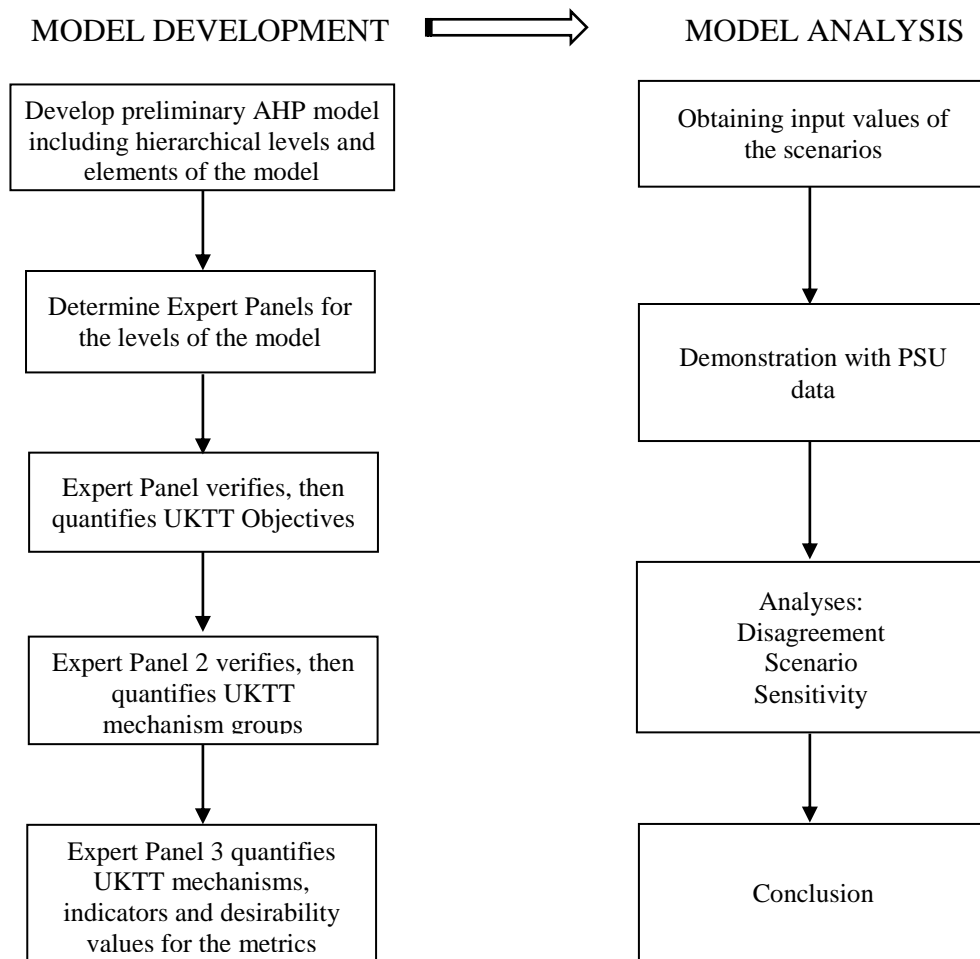 MODEL DEVELOPMENT
MODEL ANALYSIS
Develop preliminary AHP model
including hierarchical levels and
elements of the model
Determine Expert Panels for
the levels of the model
Expert Panel verifies, then
quantifies UKTT Objectives
Expert Panel 2 verifies, then
quantifies UKTT
mechanism groups
Expert Panel 3 quantifies
UKTT mechanisms,
indicators and desirability
values for the metrics
Obtaining input values of
the scenarios
Demonstration with PSU
data
Analyses:
Disagreement
Scenario
Sensitivity
Conclusion